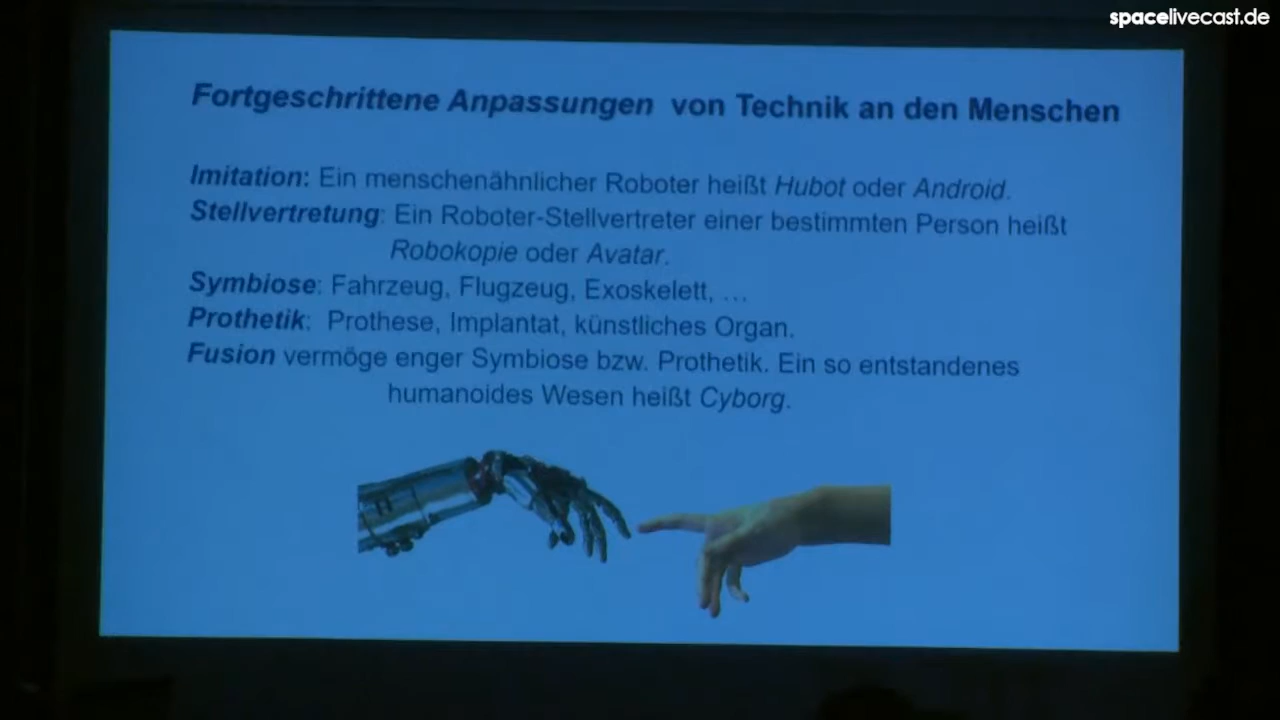 spacelivecast.de
Fortgeschrittene Anpassungen von Technik an den Menschen
Imitation: Ein menschenähnlicher Roboter heißt Hubot oder Android.
Stellvertretung: Ein Roboter-Stellvertreter einer bestimmten Person heißt
Robokopie oder Avatar.
Symbiose: Fahrzeug, Flugzeug, Exoskelett, …
Prothetik: Prothese, Implantat, künstliches Organ.
Fusion vermöge enger Symbiose bzw. Prothetik. Ein so entstandenes
humanoides Wesen heißt Cyborg.